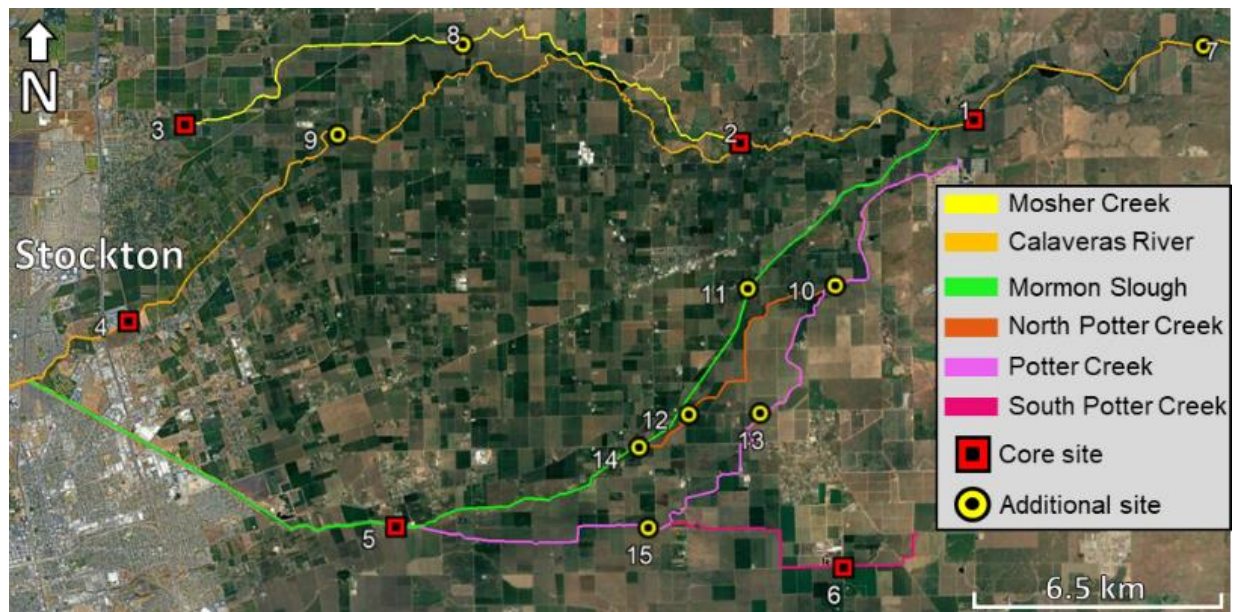 N
8
7
3
9
2
1
Mosher Creek
Calaveras River
Mormon Slough
North Potter Creek
Potter Creek
South Potter Creek
Core site
Additional site
Stockton
11
10
4
12
13
14
5
15
6
6.5 km